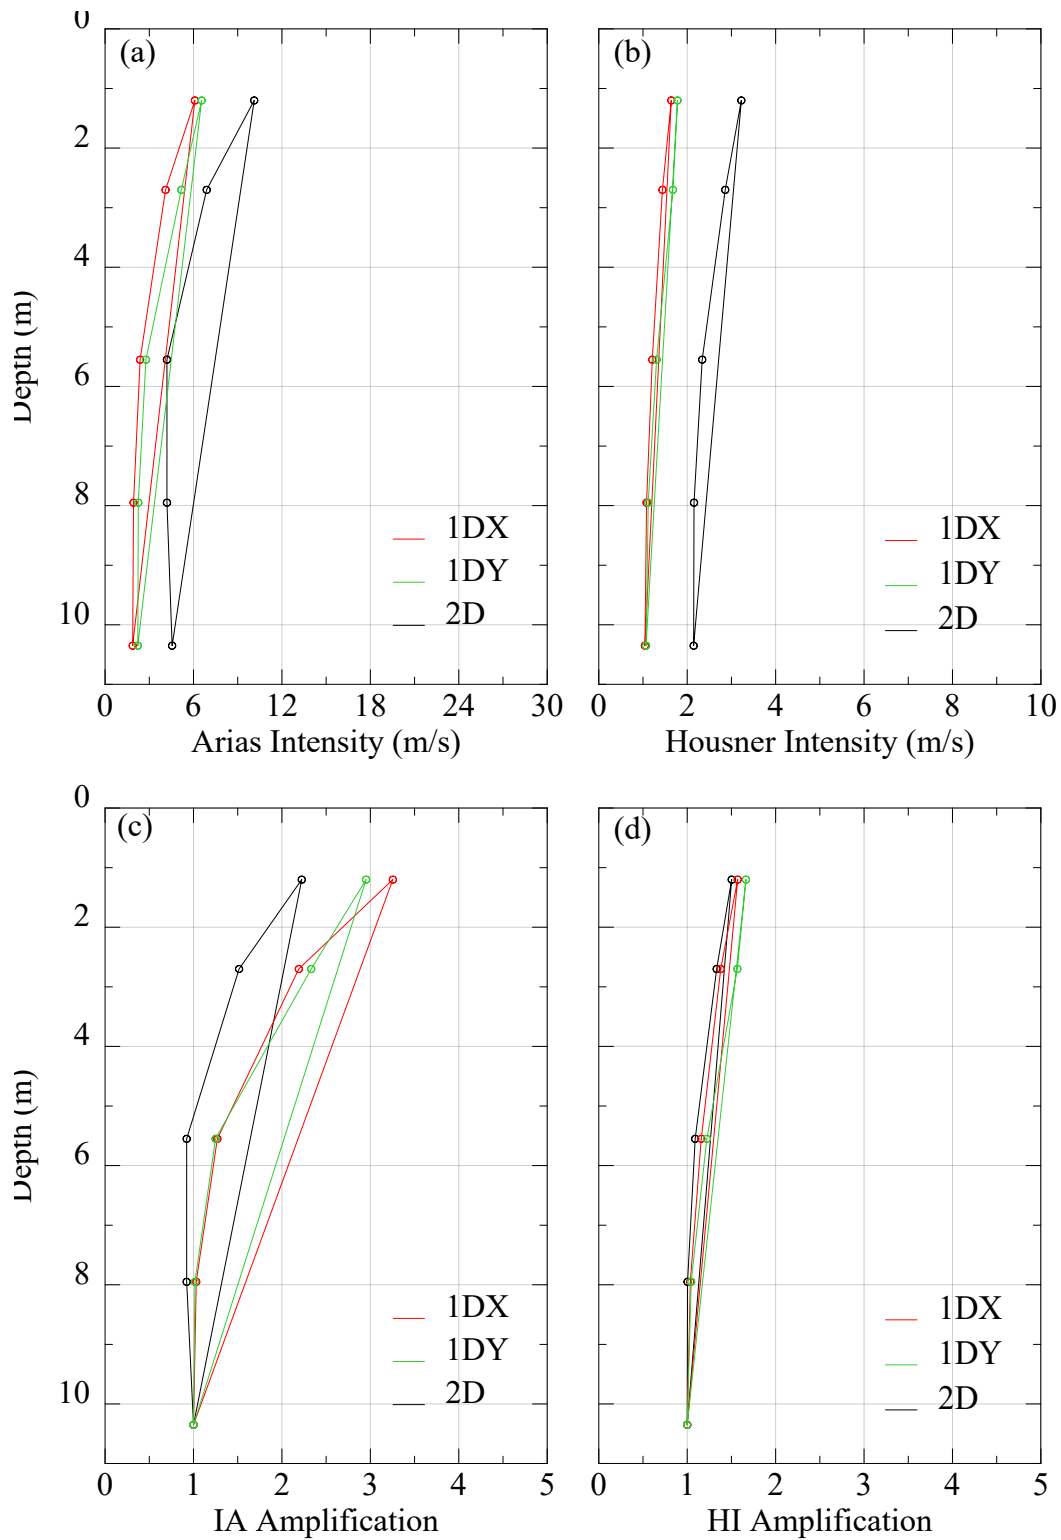 0
(a)
(b)
2
4
Depth (m)
6
8
1DX
1DX
1DY
1DY
10
2D
2D
0 6 12 18 24 30
0 2 4 6 8 10
Arias Intensity (m/s)
Housner Intensity (m/s)
0
(c)
(d)
2
4
Depth (m)
6
8
1DX
1DX
1DY
1DY
10
2D
2D
0 1 2 3 4 5
0 1 2 3 4 5
IA Amplification
HI Amplification